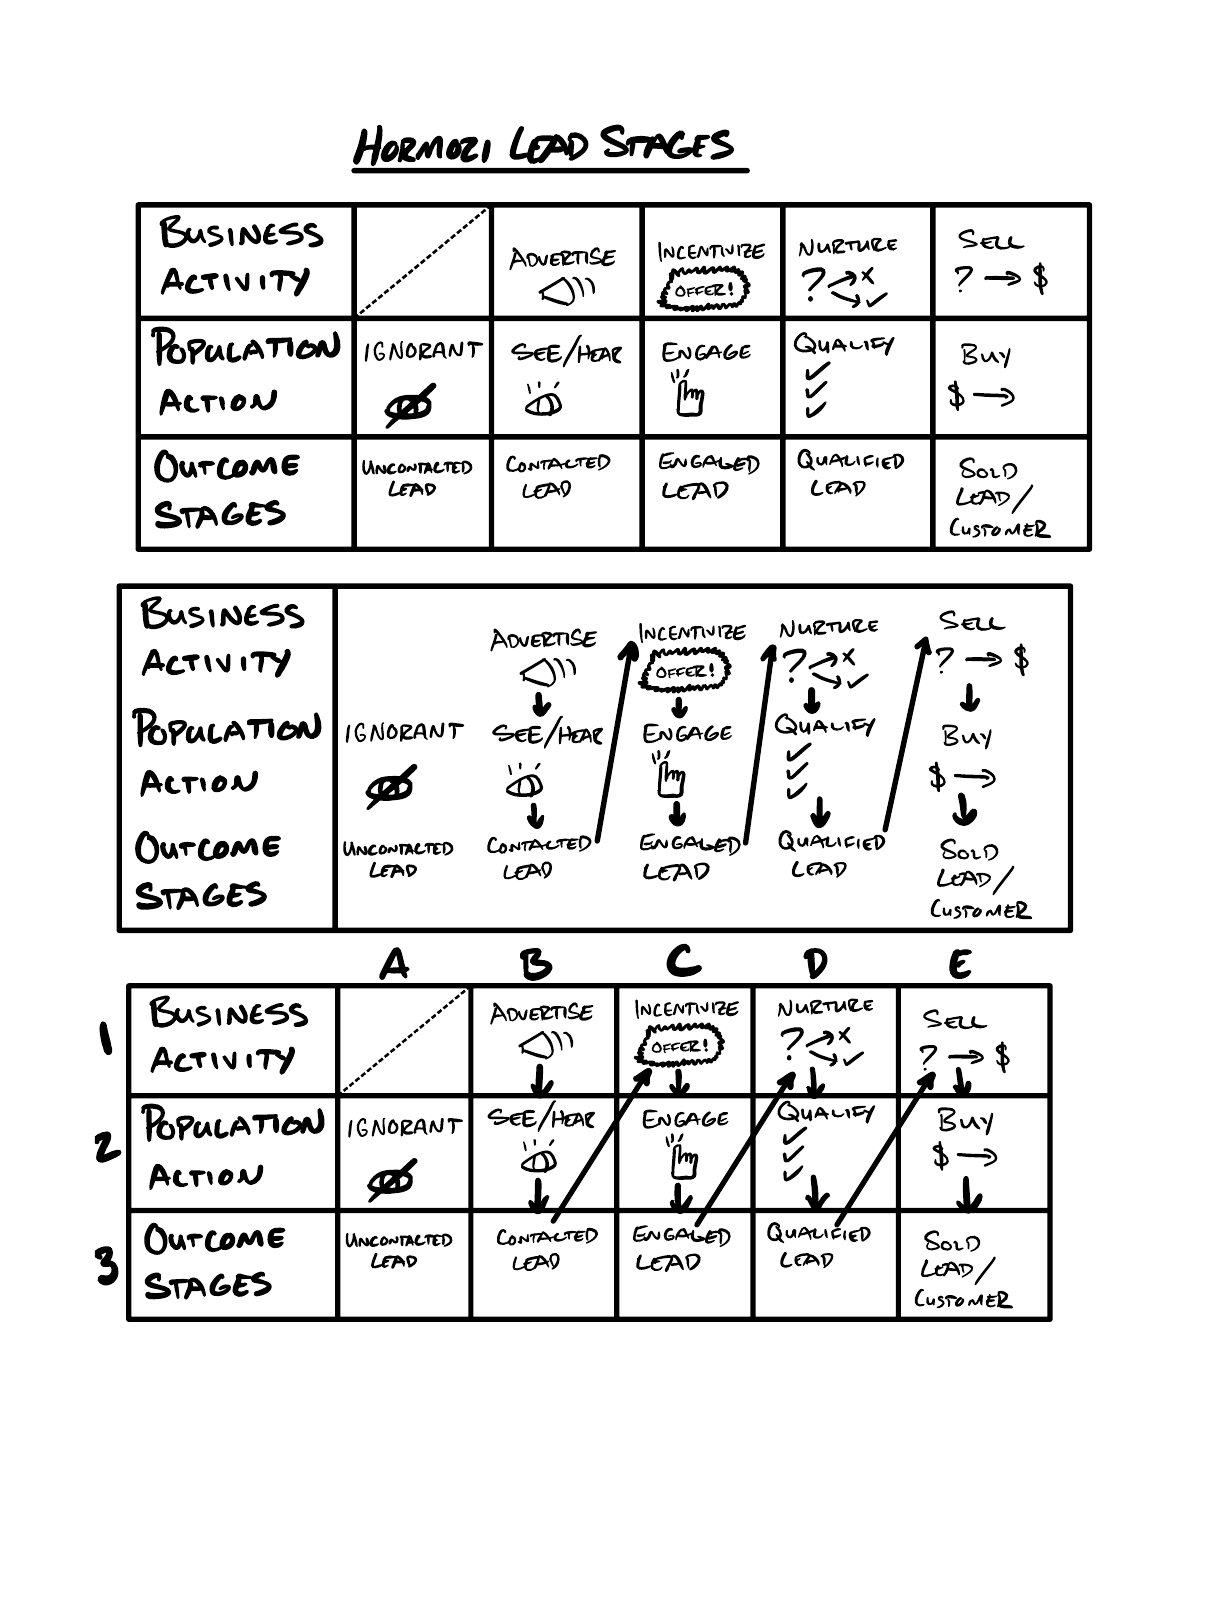 HORMOZI LEAD STAGES
BUSINESS
ACTIVITY
ADVERTISE
INCENTIVIZE
OFFER!
NURTURE
? → x
→ ✓
SELL
? → $
POPULATION
ACTION
IGNORANT
SEE/HEAR
ENGAGE
QUALIFY
✓
✓
✓
BUY
$ →
OUTCOME
STAGES
UNCONTACTED
LEAD
CONTACTED
LEAD
ENGAGED
LEAD
QUALIFIED
LEAD
SOLD
LEAD/
CUSTOMER
BUSINESS
ACTIVITY
ADVERTISE
INCENTIVIZE
OFFER!
NURTURE
? → x
→ ✓
SELL
? → $
POPULATION
ACTION
IGNORANT
SEE/HEAR
ENGAGE
QUALIFY
✓
✓
✓
BUY
$ →
OUTCOME
STAGES
UNCONTACTED
LEAD
CONTACTED
LEAD
ENGAGED
LEAD
QUALIFIED
LEAD
SOLD
LEAD/
CUSTOMER
A B C D E
1
BUSINESS
ACTIVITY
ADVERTISE
INCENTIVIZE
OFFER!
NURTURE
? → x
→ ✓
SELL
? → $
2
POPULATION
ACTION
IGNORANT
SEE/HEAR
ENGAGE
QUALIFY
✓
✓
✓
BUY
$ →
3
OUTCOME
STAGES
UNCONTACTED
LEAD
CONTACTED
LEAD
ENGAGED
LEAD
QUALIFIED
LEAD
SOLD
LEAD/
CUSTOMER